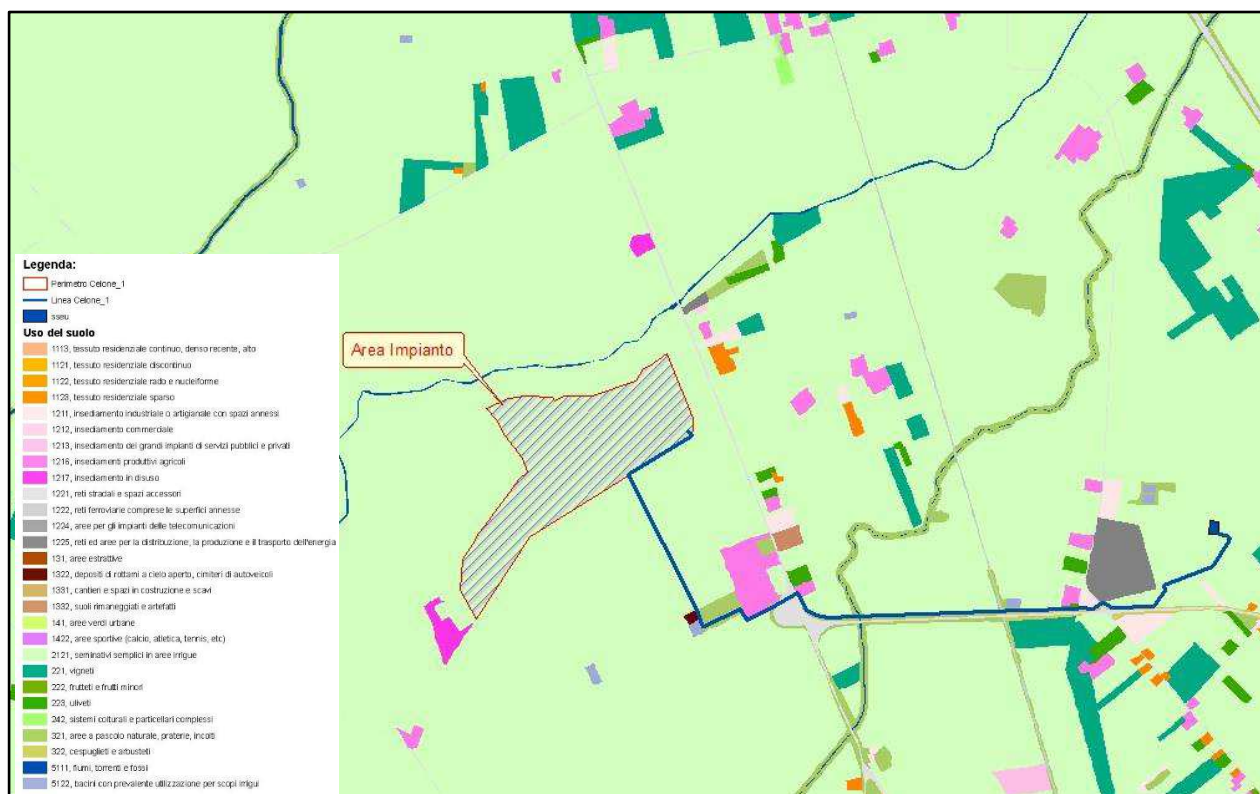 Area Impianto
Legenda:
Perimetro Celone_1
Linea Celone_1
sseu
Uso del suolo
1113, tessuto residenziale continuo, denso recente, alto
1121, tessuto residenziale discontinuo
1122, tessuto residenziale rado e nucleiforme
1123, tessuto residenziale sparso
1211, insediamento industriale o artigianale con spazi annessi
1212, insediamento commerciale
1213, insediamento dei grandi impianti di servizi pubblici e privati
1216, insediamenti produttivi agricoli
1217, insediamento in disuso
1221, reti stradali e spazi accessori
1222, reti ferroviarie comprese le superfici annesse
1224, aree per gli impianti delle telecomunicazioni
1225, reti ed aree per la distribuzione, la produzione e il trasporto dell'energia
131, aree estrattive
1322, depositi di rottami a cielo aperto, cimiteri di autoveicoli
1331, cantieri e spazi in costruzione e scavi
1332, suoli rimaneggiati e artefatti
141, aree verdi urbane
1422, aree sportive (calcio, atletica, tennis, etc)
2121, seminativi semplici in aree irrigue
221, vigneti
222, frutteti e frutti minori
223, uliveti
242, sistemi colturali e particellari complessi
321, aree a pascolo naturale, praterie, incolti
322, cespuglieti e arbusteti
5111, fiumi, torrenti e fossi
5122, bacini con prevalente utilizzazione per scopi irrigui